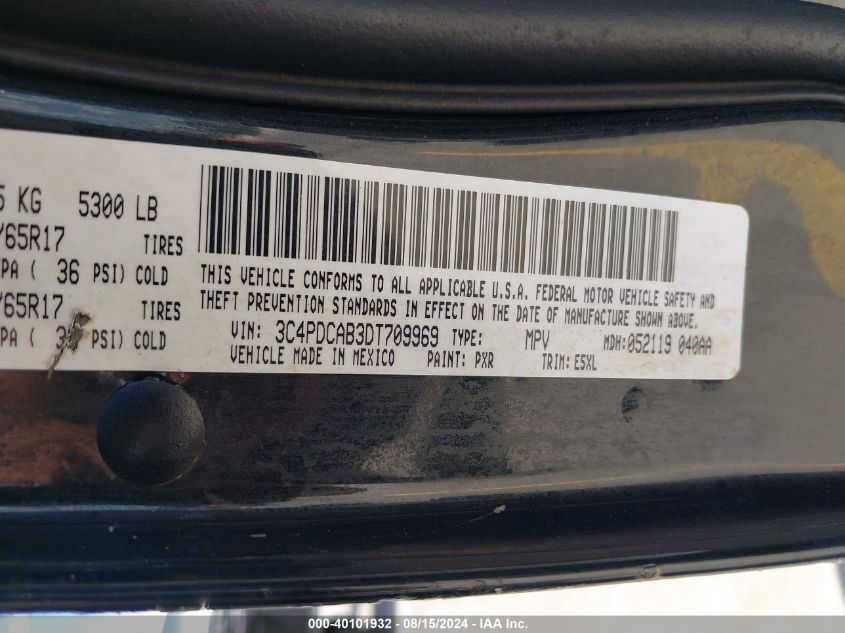 5 KG 5300 LB
/65R17 TIRES
PA ( 36 PSI) COLD
/65R17 TIRES
PA ( PSI) COLD
THIS VEHICLE CONFORMS TO ALL APPLICABLE U.S.A. FEDERAL MOTOR VEHICLE SAFETY AND
THEFT PREVENTION STANDARDS IN EFFECT ON THE DATE OF MANUFACTURE SHOWN ABOVE.
VIN: 3C4PDCAB3DT709969 TYPE: MPV MDH:052119 040AA
VEHICLE MADE IN MEXICO PAINT: PXR TRIM: E5XL
000-40101932 - 08/15/2024 - IAA Inc.